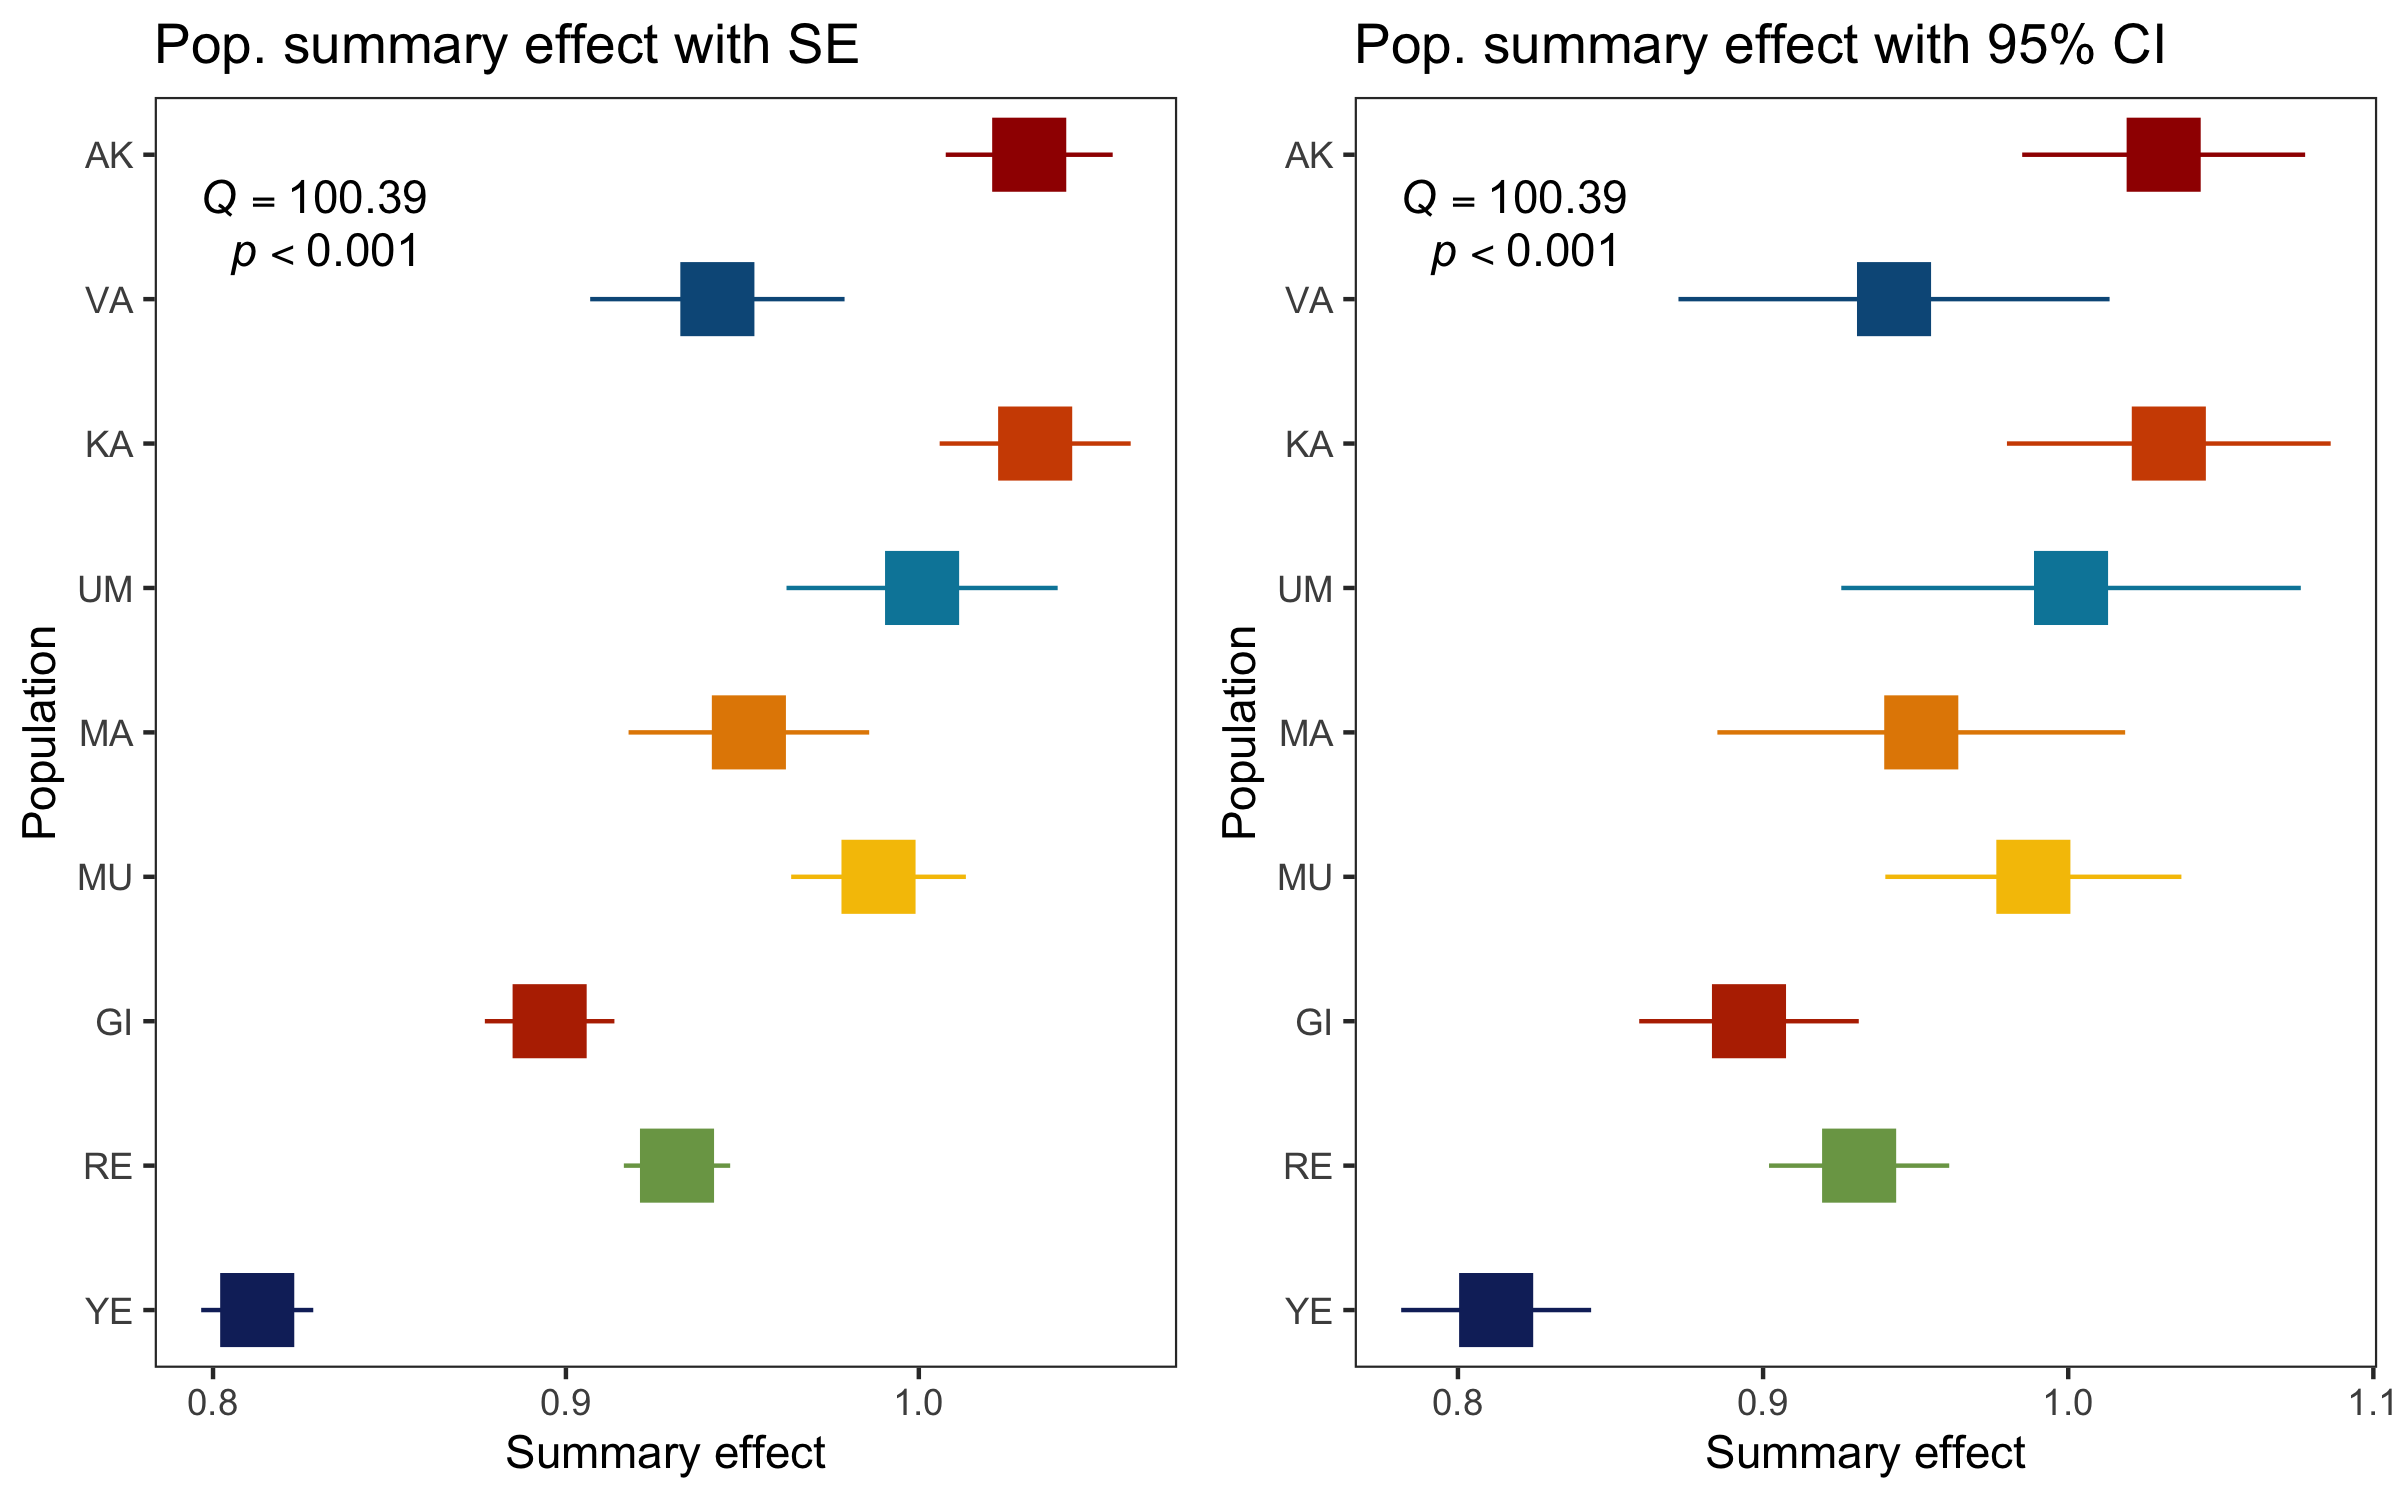 Pop. summary effect with SE
Q = 100.39
p < 0.001
Population
AK
VA
KA
UM
MA
MU
GI
RE
YE
0.8 0.9 1.0
Summary effect
Pop. summary effect with 95% CI
Q = 100.39
p < 0.001
Population
AK
VA
KA
UM
MA
MU
GI
RE
YE
0.8 0.9 1.0 1.1
Summary effect